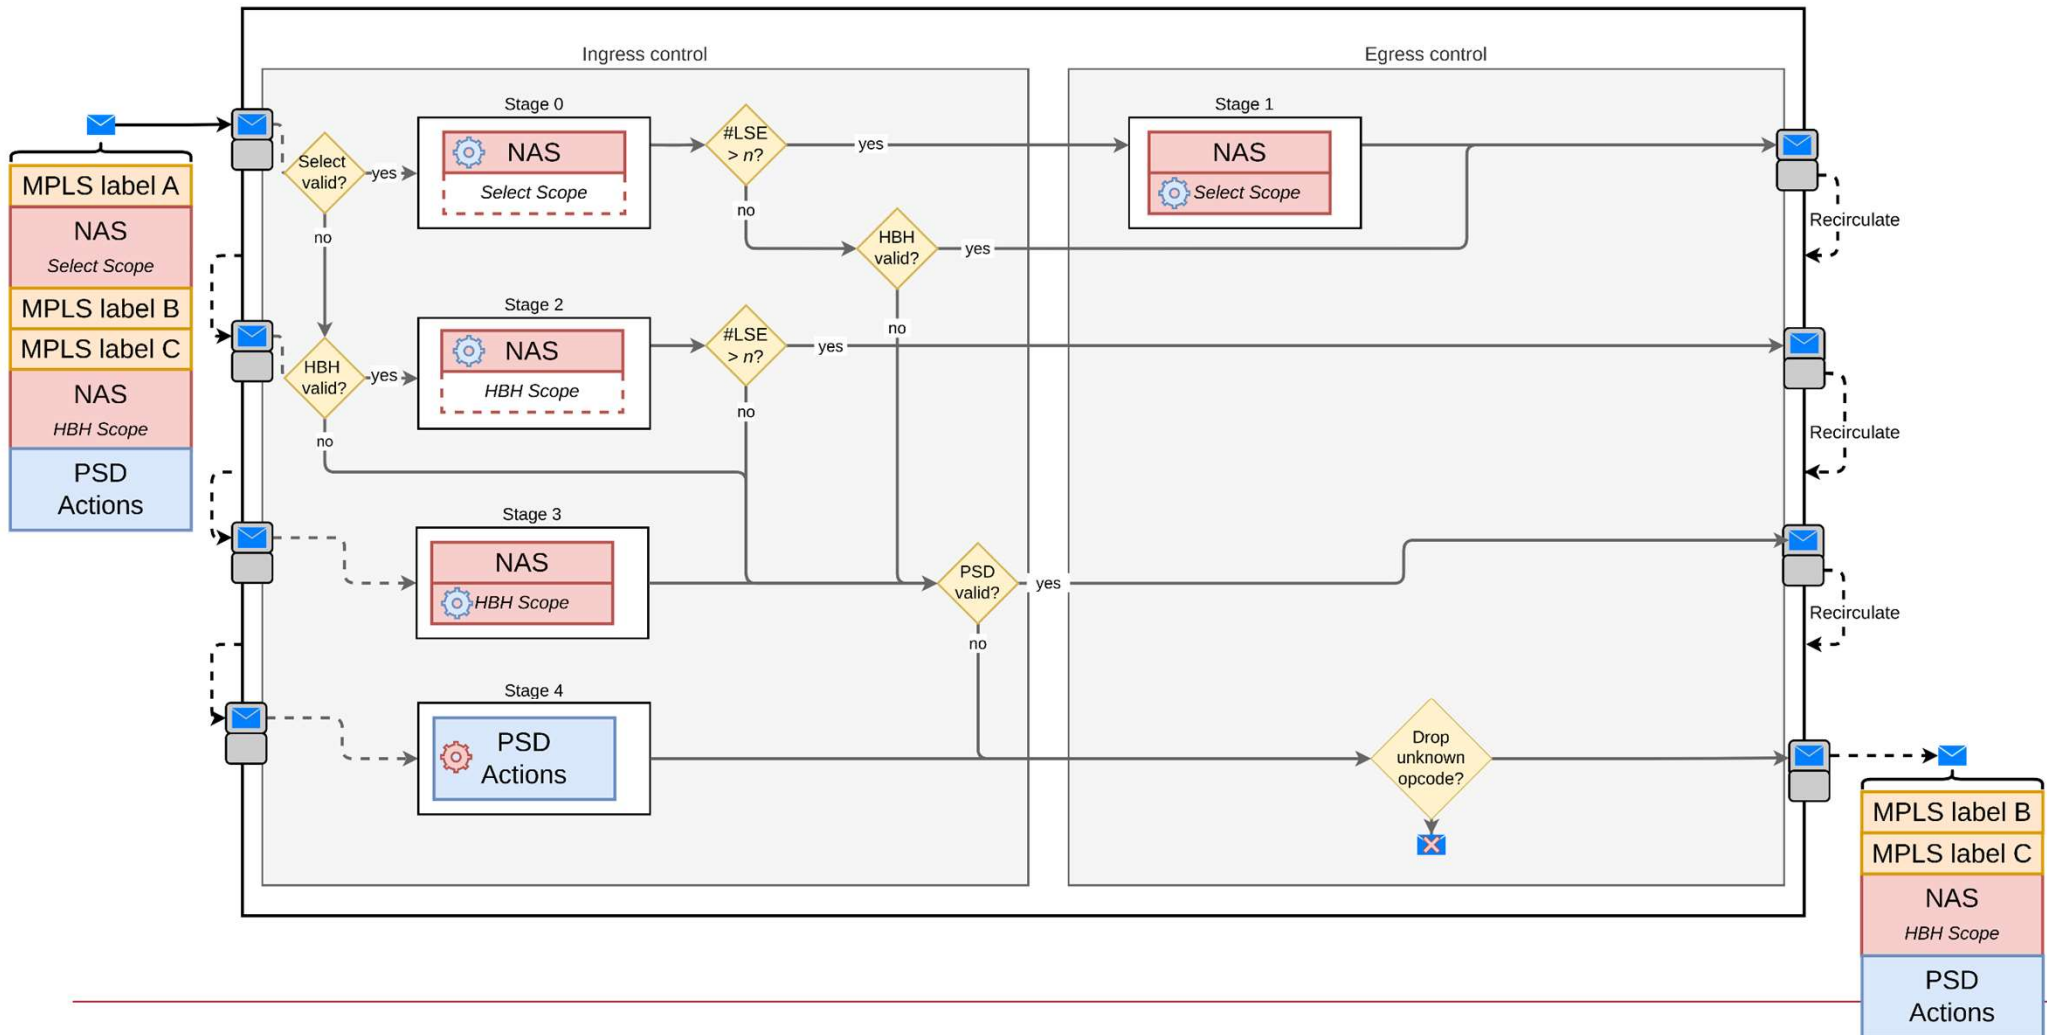 Ingress control
Egress control
Stage 0
Stage 1
NAS
Select Scope
#LSE
> n?
yes
no
NAS
Select Scope
Select
valid?
yes
no
HBH
valid?
yes
no
Recirculate
MPLS label A
NAS
Select Scope
MPLS label B
MPLS label C
NAS
HBH Scope
PSD
Actions
Stage 2
NAS
HBH Scope
#LSE
> n?
yes
no
HBH
valid?
yes
no
Recirculate
Stage 3
NAS
HBH Scope
PSD
valid?
yes
no
Recirculate
Stage 4
PSD
Actions
Drop
unknown
opcode?
MPLS label B
MPLS label C
NAS
HBH Scope
PSD
Actions